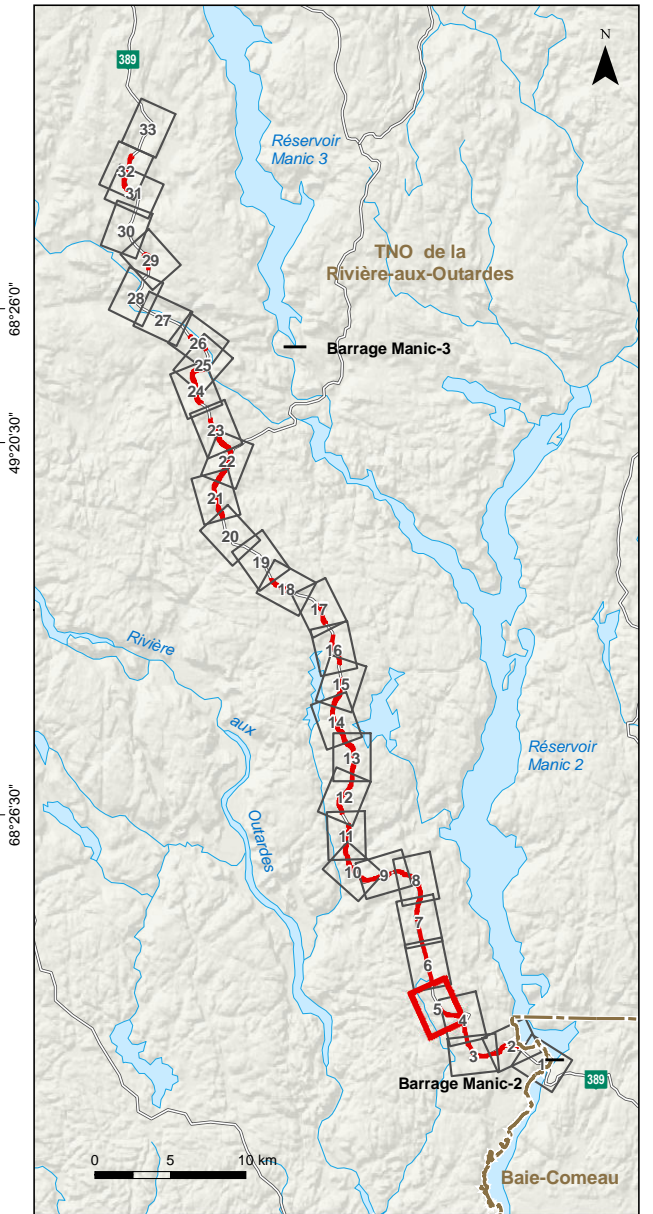 N
389
33
Réservoir
Manic 3
32
31
30
TNO de la
Rivière-aux-Outardes
29
28
68°26'0"
27
26
Barrage Manic-3
25
24
23
49°20'30"
22
21
20
19
18
17
Rivière
16
15
aux
14
Réservoir
Manic 2
13
12
68°26'30"
Outardes
11
10
9
8
7
6
5
4
2
3
1
Barrage Manic-2
389
0 5 10 km
Baie-Comeau